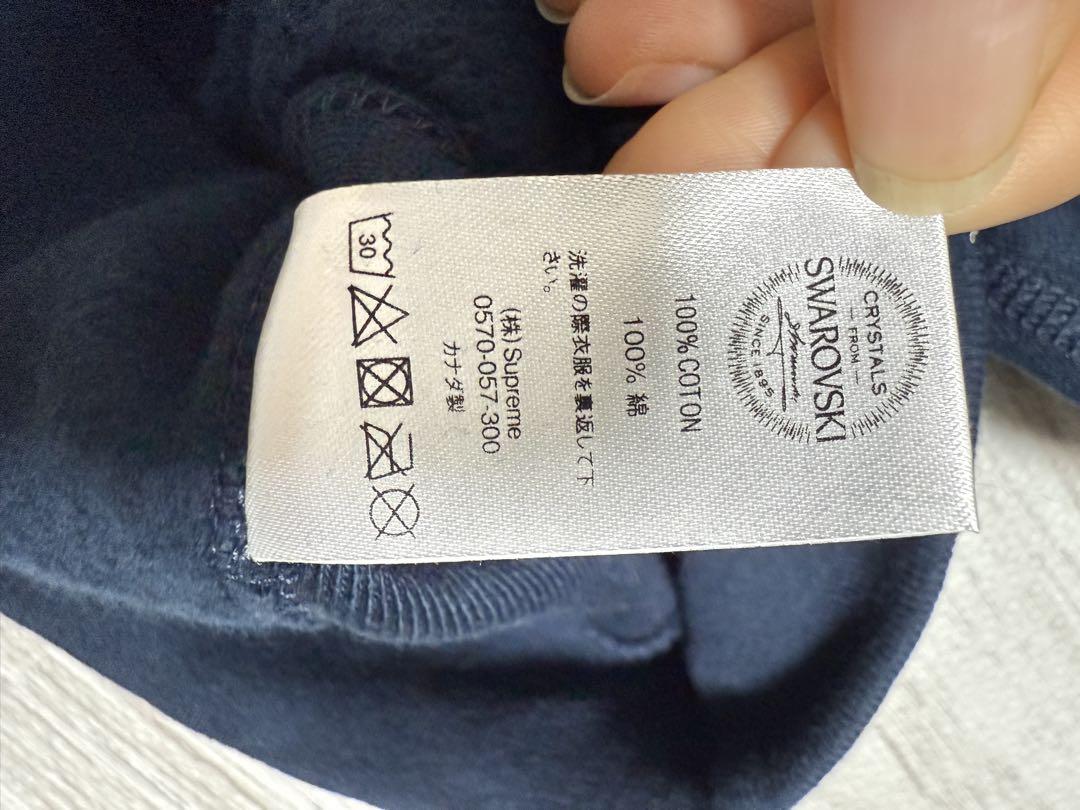 CRYSTALS
— FROM —
SWAROVSKI
SINCE 1895
100%COTON
100% 綿
洗濯の際衣服を裏返して下
さい。
(株) Supreme
0570-057-300
カナダ製
30